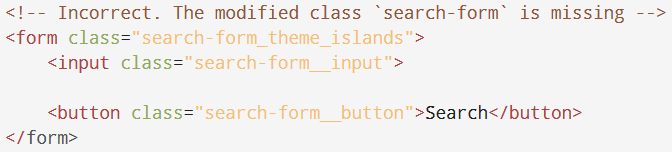 <!-- Incorrect. The modified class `search-form` is missing -->
<form class="search-form_theme_islands">
    <input class="search-form__input">

    <button class="search-form__button">Search</button>
</form>